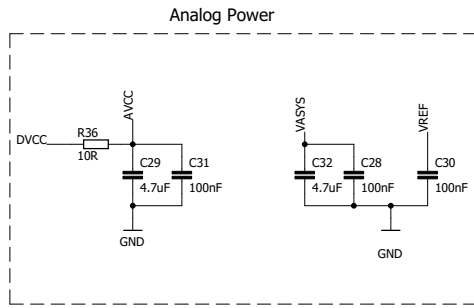 Analog Power
AVCC
VASYS
VREF
DVCC
R36
10R
C29
4.7uF
C31
100nF
C32
4.7uF
C28
100nF
C30
100nF
GND
GND